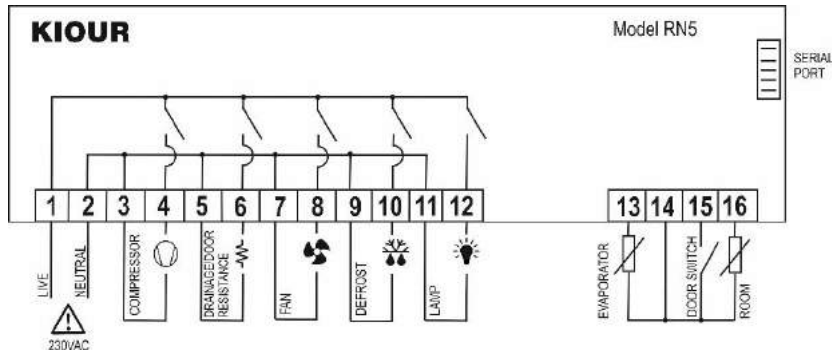 KIOUR
Model RN5
SERIAL
PORT
1 2 3 4 5 6 7 8 9 10 11 12 13 14 15 16
LIVE
NEUTRAL
COMPRESSOR
DRAINAGE/DOOR
RESISTANCE
FAN
DEFROST
LAMP
EVAPORATOR
DOOR SWITCH
ROOM
230VAC